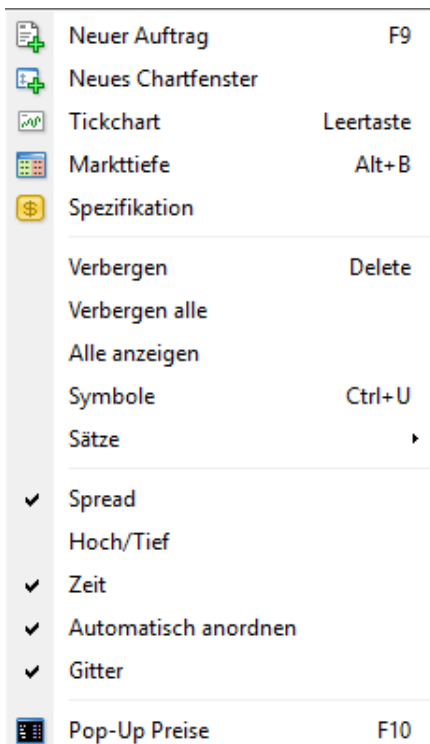 Neuer Auftrag F9
Neues Chartfenster
Tickchart Leertaste
Markttiefe Alt+B
Spezifikation
Verbergen Delete
Verbergen alle
Alle anzeigen
Symbole Ctrl+U
Sätze
Spread
Hoch/Tief
Zeit
Automatisch anordnen
Gitter
Pop-Up Preise F10